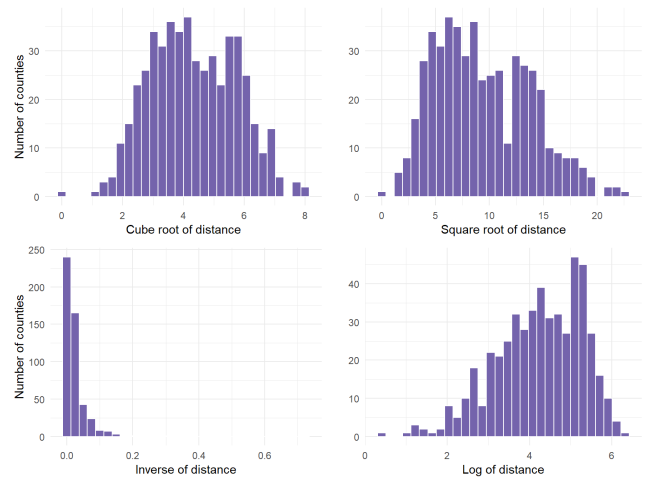 Number of counties
30
20
10
0
0 2 4 6 8
Cube root of distance
30
20
10
0
0 5 10 15 20
Square root of distance
Number of counties
250
200
150
100
50
0
0.0 0.2 0.4 0.6
Inverse of distance
40
30
20
10
0
0 2 4 6
Log of distance